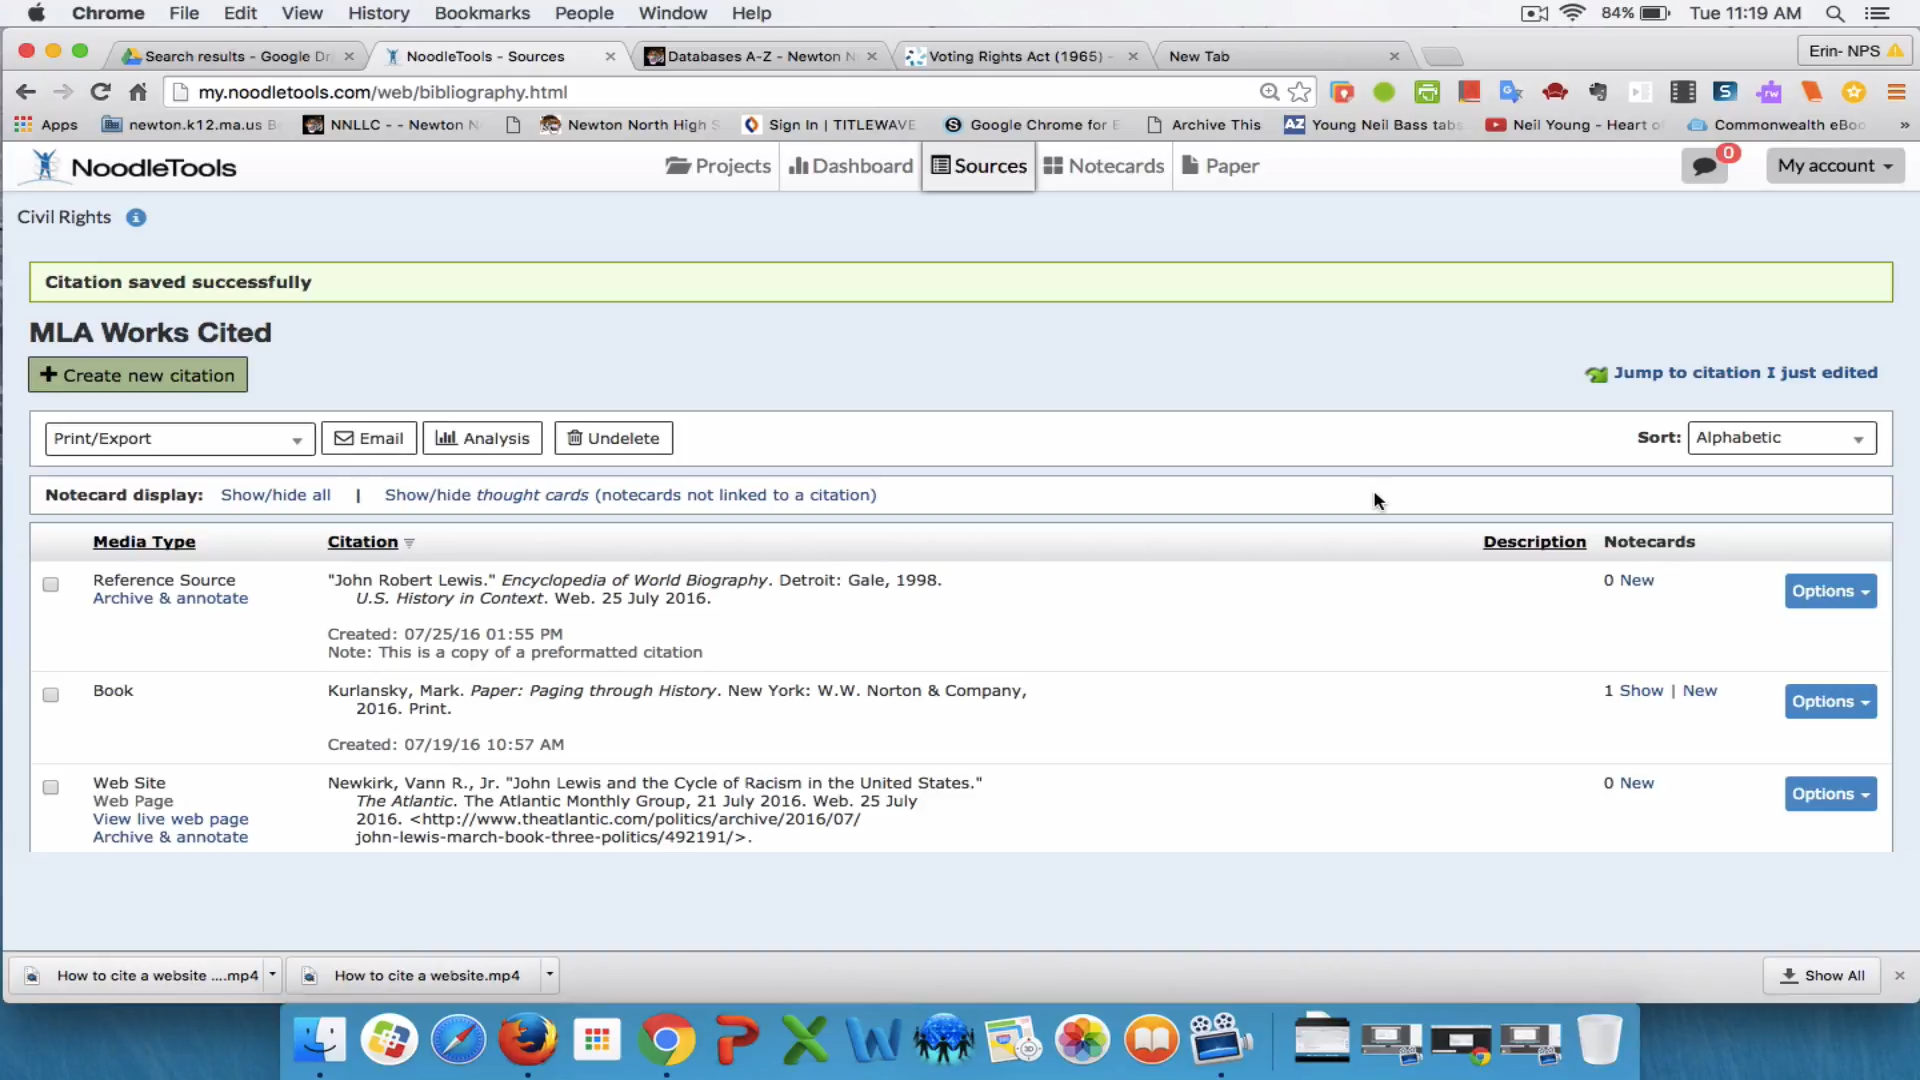 Chrome File Edit View History Bookmarks People Window Help 84% Tue 11:19 AM
Search results - Google Dri NoodleTools - Sources Databases A-Z - Newton N Voting Rights Act (1965) - New Tab Erin- NPS
my.noodletools.com/web/bibliography.html
Apps newton.k12.ma.us B NNLLC - - Newton N Newton North High S Sign In | TITLEWAVE Google Chrome for E Archive This Young Neil Bass tabs Neil Young - Heart of Commonwealth eBoo »
NoodleTools Projects Dashboard Sources Notecards Paper 0 My account
Civil Rights
Citation saved successfully
MLA Works Cited
Create new citation Jump to citation I just edited
Print/Export Email Analysis Undelete Sort: Alphabetic
Notecard display: Show/hide all | Show/hide thought cards (notecards not linked to a citation)
Media Type Citation Description Notecards
Reference Source "John Robert Lewis." Encyclopedia of World Biography. Detroit: Gale, 1998. 0 New Options
Archive & annotate U.S. History in Context. Web. 25 July 2016.
Created: 07/25/16 01:55 PM
Note: This is a copy of a preformatted citation
Book Kurlansky, Mark. Paper: Paging through History. New York: W.W. Norton & Company, 1 Show | New Options
2016. Print.
Created: 07/19/16 10:57 AM
Web Site Newkirk, Vann R., Jr. "John Lewis and the Cycle of Racism in the United States." 0 New Options
Web Page The Atlantic. The Atlantic Monthly Group, 21 July 2016. Web. 25 July
View live web page 2016. <http://www.theatlantic.com/politics/archive/2016/07/
Archive & annotate john-lewis-march-book-three-politics/492191/>.
How to cite a website ....mp4 How to cite a website.mp4 Show All